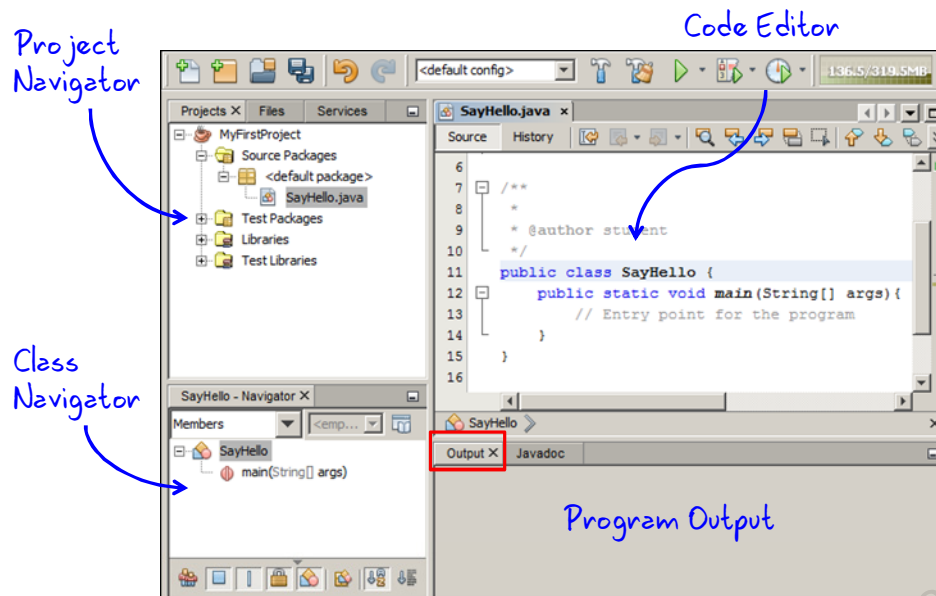 Code Editor
Project
Navigator
<default config>
136.5/319.5MB
Projects X Files Services
SayHello.java x
MyFirstProject
Source History
Source Packages
<default package>
SayHello.java
Test Packages
Libraries
Test Libraries
6
7 /**
8 *
9 * @author student
10 */
11 public class SayHello {
12 public static void main(String[] args){
13 // Entry point for the program
14 }
15 }
16
Class
Navigator
SayHello - Navigator X
Members <emp...
SayHello
main(String[] args)
SayHello
Output X Javadoc
Program Output